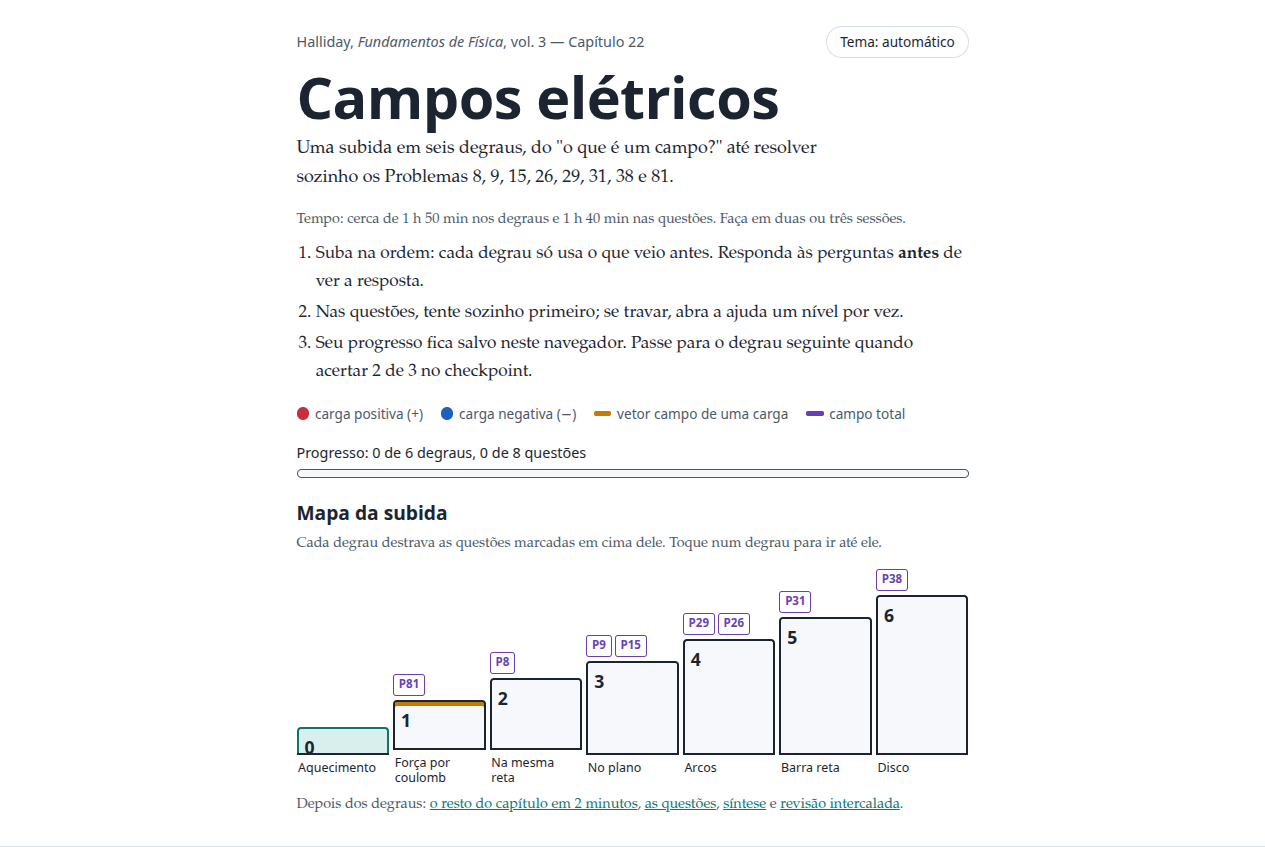 Halliday, Fundamentos de Física, vol. 3 — Capítulo 22
Tema: automático
Campos elétricos
Uma subida em seis degraus, do "o que é um campo?" até resolver
sozinho os Problemas 8, 9, 15, 26, 29, 31, 38 e 81.
Tempo: cerca de 1 h 50 min nos degraus e 1 h 40 min nas questões. Faça em duas ou três sessões.
1. Suba na ordem: cada degrau só usa o que veio antes. Responda às perguntas antes de
ver a resposta.
2. Nas questões, tente sozinho primeiro; se travar, abra a ajuda um nível por vez.
3. Seu progresso fica salvo neste navegador. Passe para o degrau seguinte quando
acertar 2 de 3 no checkpoint.
carga positiva (+)
carga negativa (−)
vetor campo de uma carga
campo total
Progresso: 0 de 6 degraus, 0 de 8 questões
Mapa da subida
Cada degrau destrava as questões marcadas em cima dele. Toque num degrau para ir até ele.
0
Aquecimento
P81
1
Força por
coulomb
P8
2
Na mesma
reta
P9 P15
3
No plano
P29 P26
4
Arcos
P31
5
Barra reta
P38
6
Disco
Depois dos degraus: o resto do capítulo em 2 minutos, as questões, síntese e revisão intercalada.